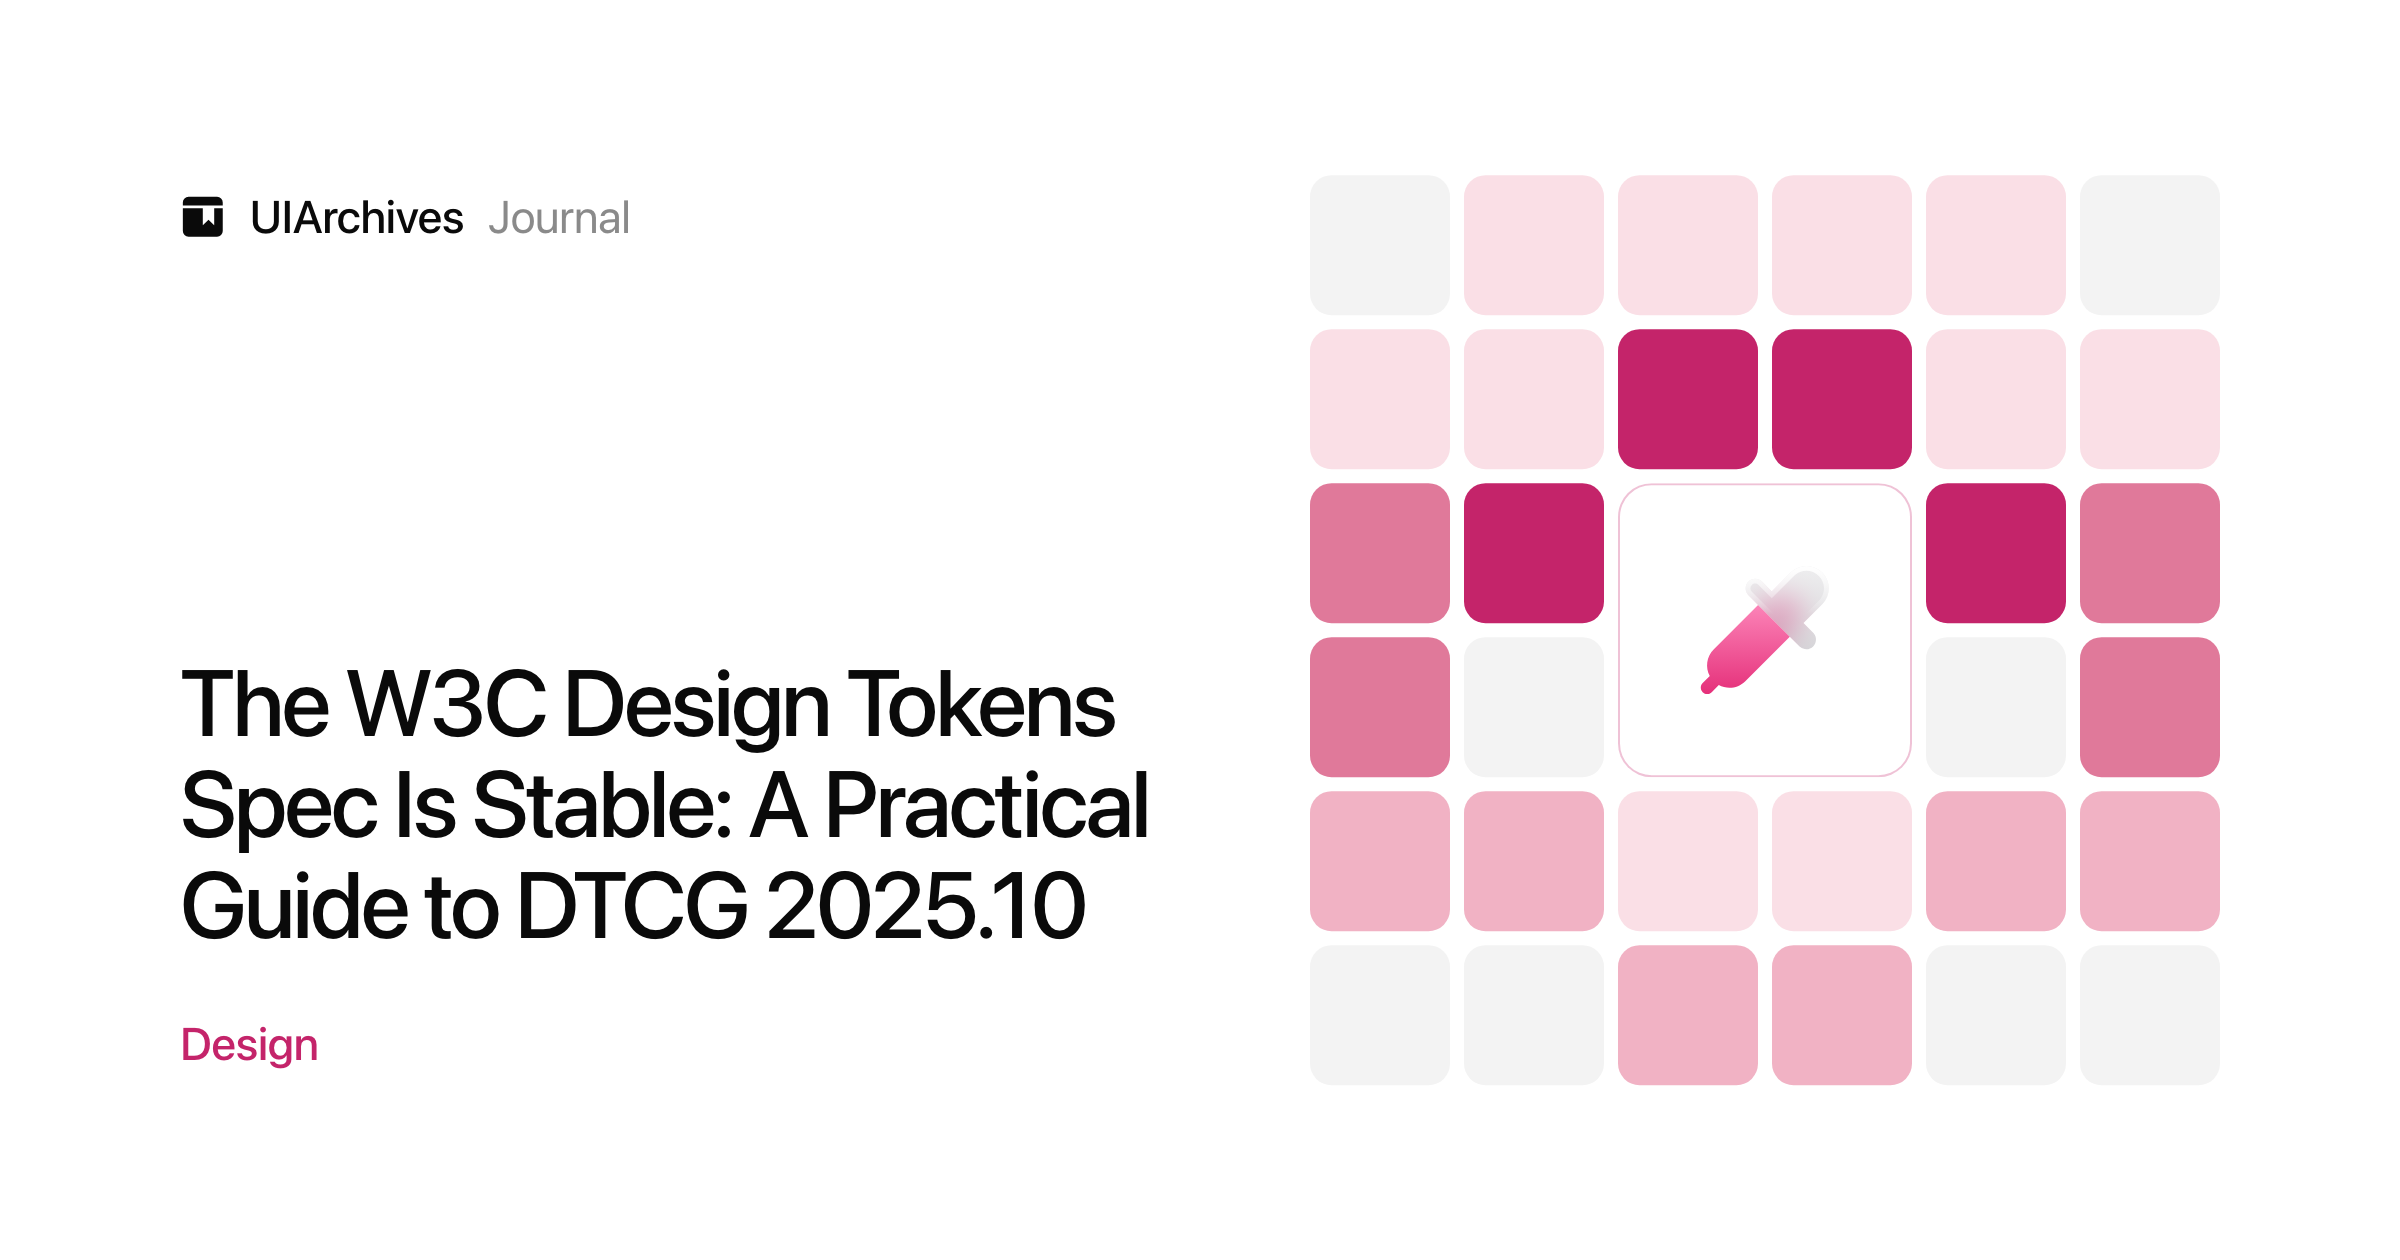 UIArchives Journal
The W3C Design Tokens
Spec Is Stable: A Practical
Guide to DTCG 2025.10
Design